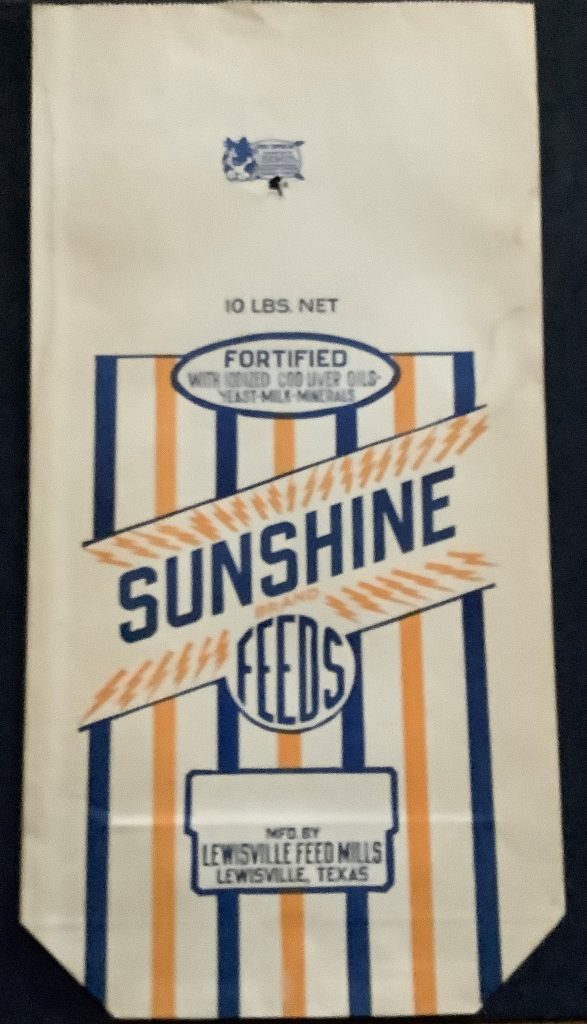 10 LBS. NET
FORTIFIED
WITH IODIZED COD LIVER OILS-
YEAST-MILK-MINERALS
SUNSHINE
BRAND
FEEDS
MFD. BY
LEWISVILLE FEED MILLS
LEWISVILLE, TEXAS